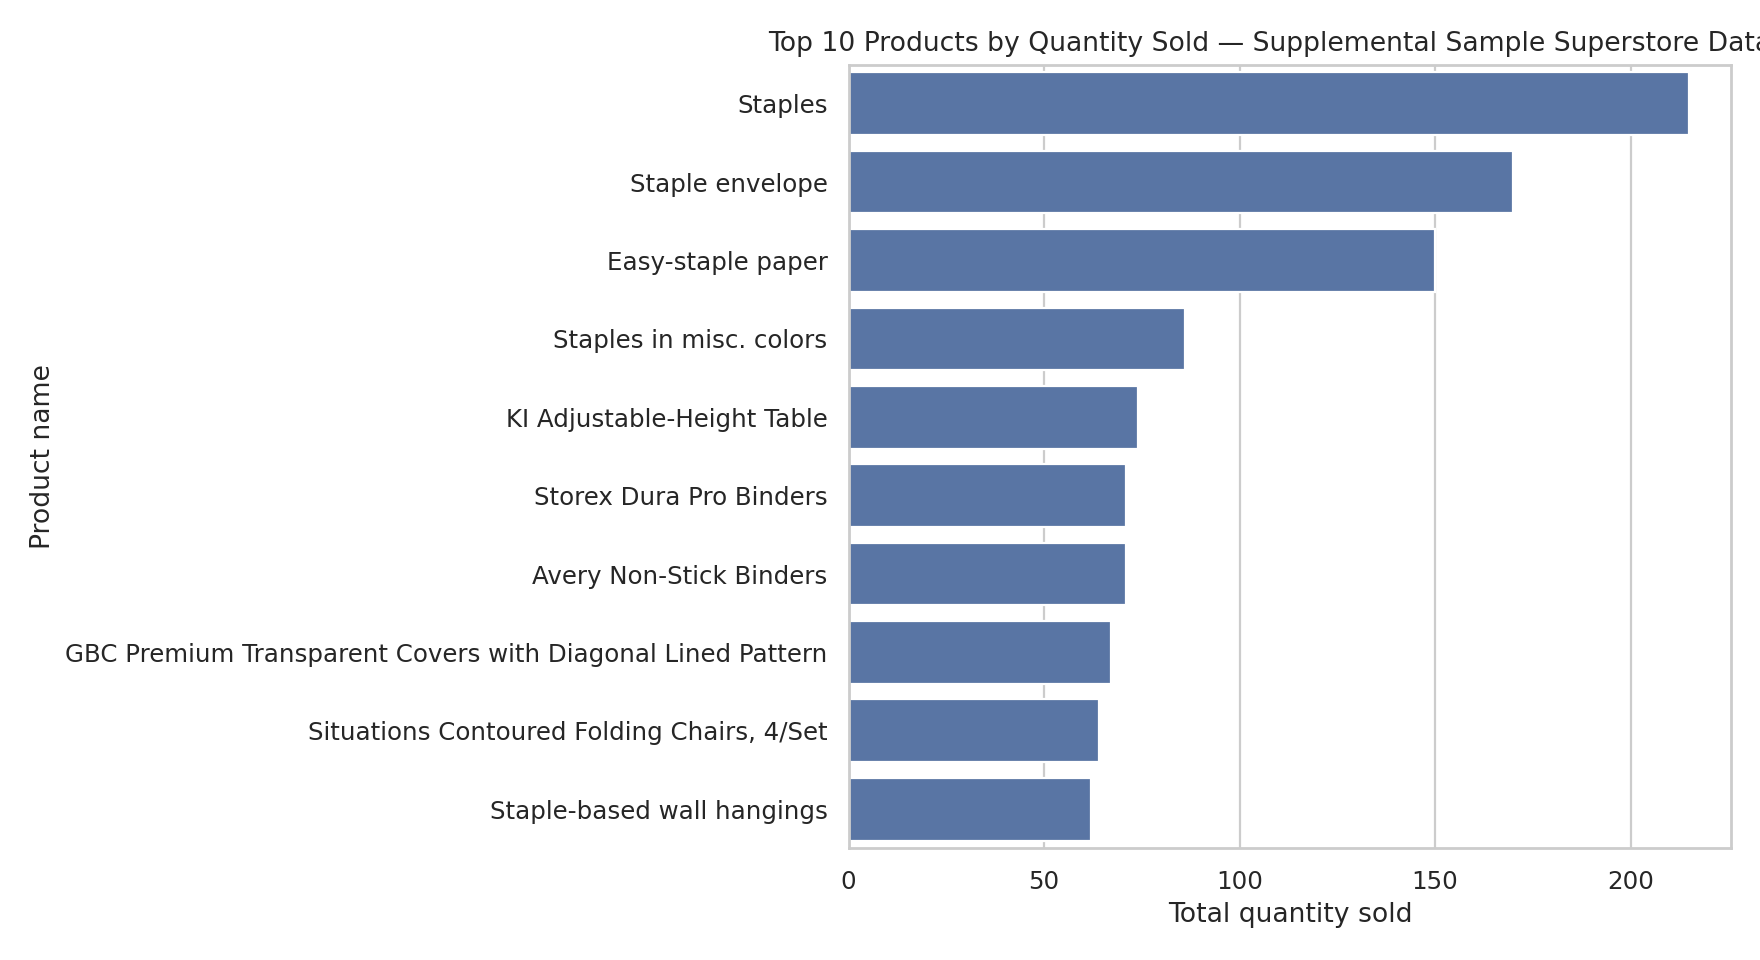 Top 10 Products by Quantity Sold — Supplemental Sample Superstore Data
Staples
Staple envelope
Easy-staple paper
Staples in misc. colors
KI Adjustable-Height Table
Storex Dura Pro Binders
Avery Non-Stick Binders
GBC Premium Transparent Covers with Diagonal Lined Pattern
Situations Contoured Folding Chairs, 4/Set
Staple-based wall hangings
Product name
0 50 100 150 200
Total quantity sold